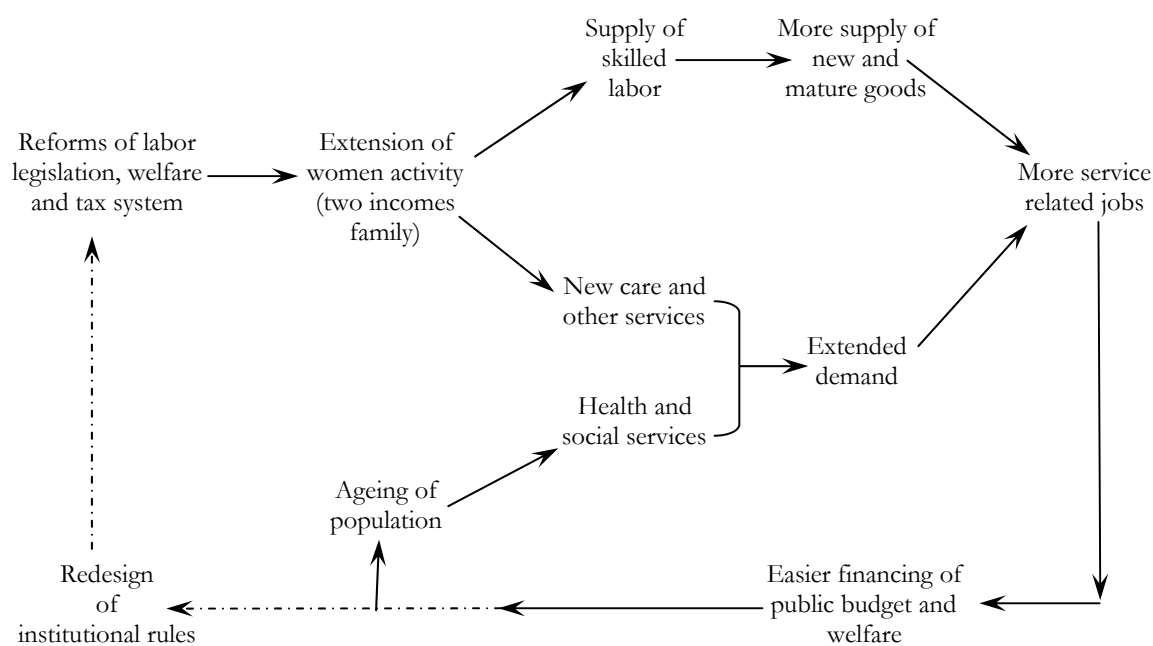 Supply of
skilled
labor
More supply of
new and
mature goods
Reforms of labor
legislation, welfare
and tax system
Extension of
women activity
(two incomes
family)
More service
related jobs
New care and
other services
Extended
demand
Health and
social services
Ageing of
population
Redesign
of
institutional rules
Easier financing of
public budget and
welfare